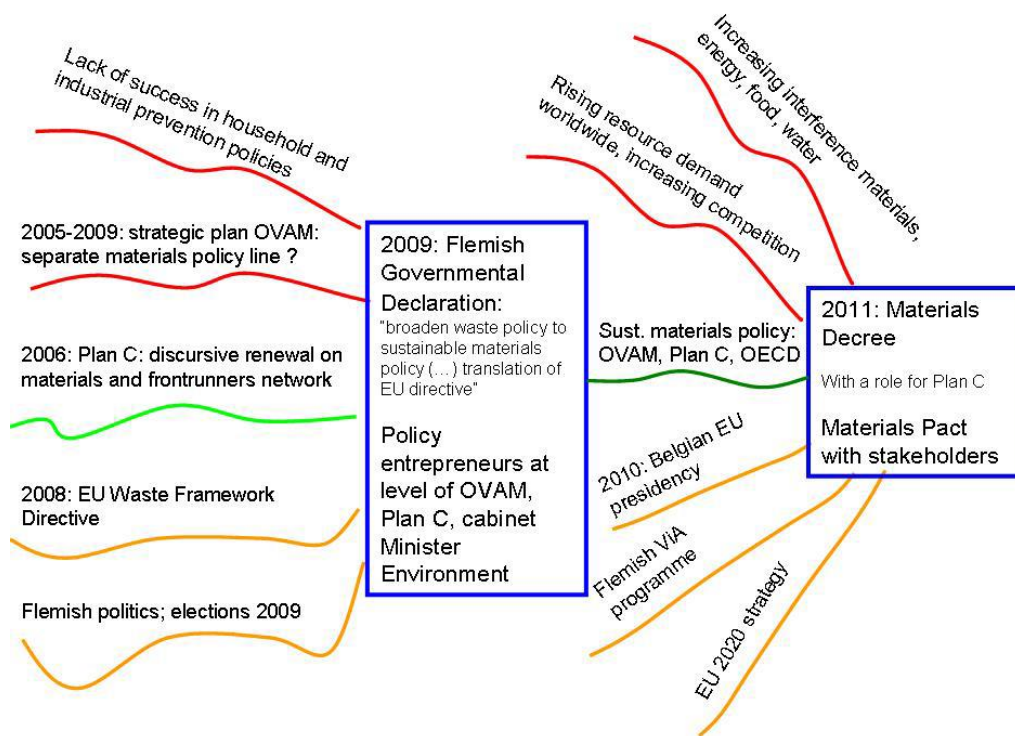 Lack of success in household and
industrial prevention policies
2005-2009: strategic plan OVAM:
separate materials policy line ?
2006: Plan C: discursive renewal on
materials and frontrunners network
2008: EU Waste Framework
Directive
Flemish politics; elections 2009
2009: Flemish
Governmental
Declaration:
"broaden waste policy to
sustainable materials
policy (...) translation of
EU directive"
Policy
entrepreneurs at
level of OVAM,
Plan C, cabinet
Minister
Environment
Rising resource demand
worldwide, increasing competition
Increasing interference materials,
energy, food, water
Sust. materials policy:
OVAM, Plan C, OECD
2010: Belgian EU
presidency
Flemish ViA
programme
EU 2020 strategy
2011: Materials
Decree
With a role for Plan C
Materials Pact
with stakeholders